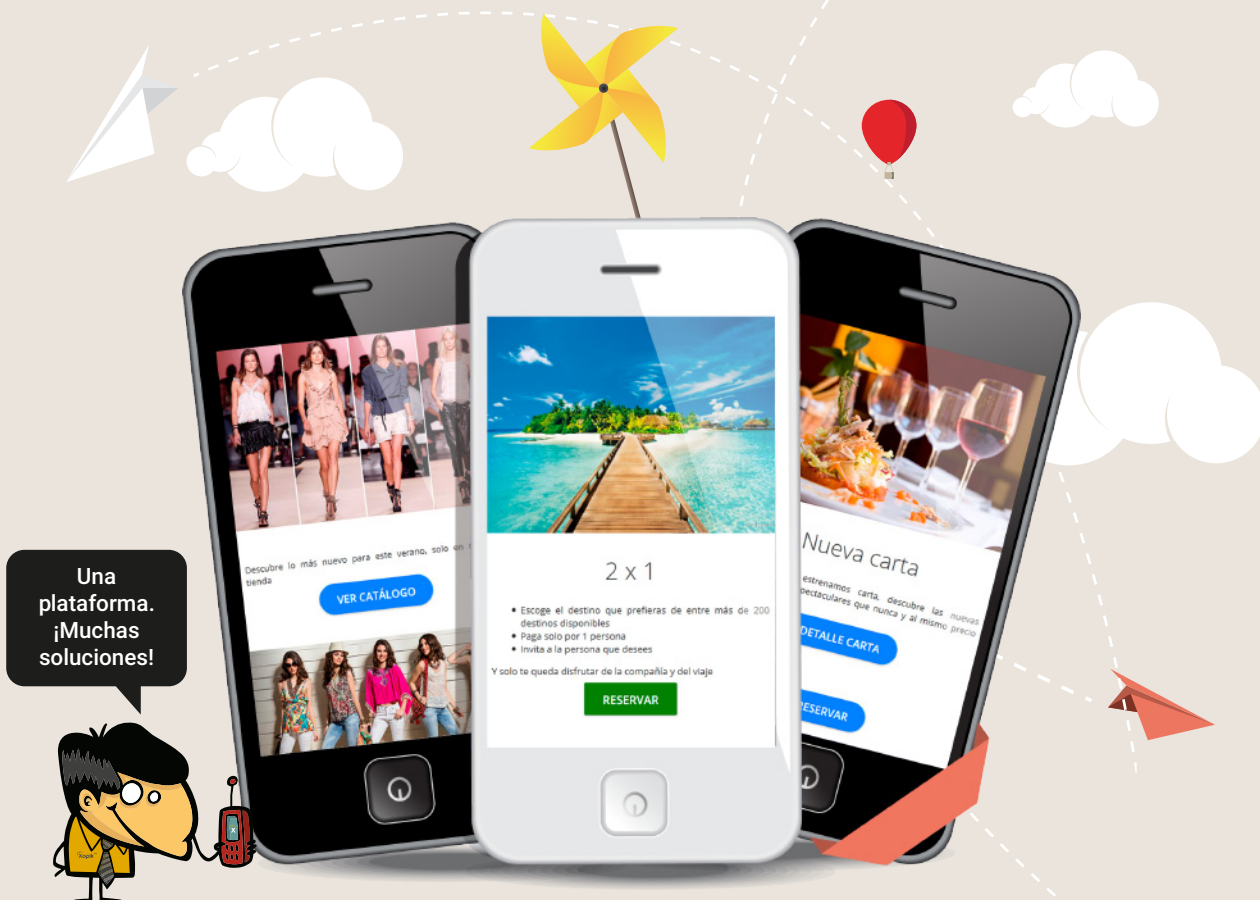 Una
plataforma.
¡Muchas
soluciones!
Descubre lo más nuevo para este verano, solo en
tienda
VER CATÁLOGO
2 x 1
• Escoge el destino que prefieras de entre más de 200
destinos disponibles
• Paga solo por 1 persona
• Invita a la persona que desees
Y solo te queda disfrutar de la compañía y del viaje
RESERVAR
Nueva carta
estrenamos carta, descubre las nuevas
pectaculares que nunca y al mismo precio
DETALLE CARTA
RESERVAR
Xopik
x